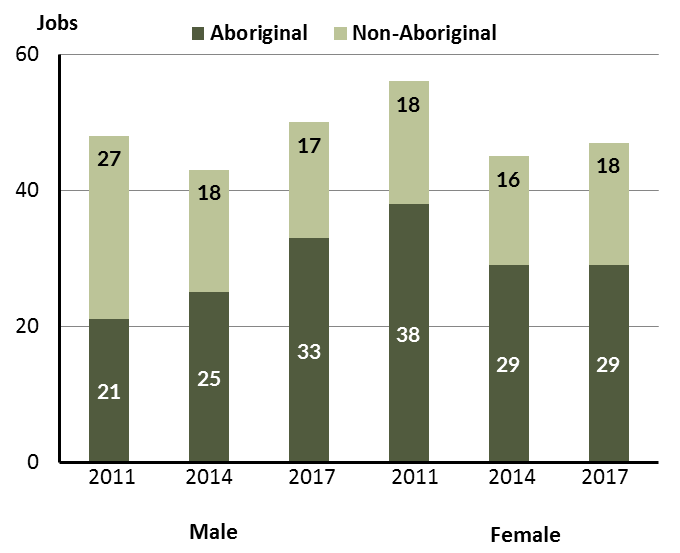 Jobs
Aboriginal Non-Aboriginal
60
40
20
0
27 18 17 18 16 18
21 25 33 38 29 29
2011 2014 2017 2011 2014 2017
Male Female